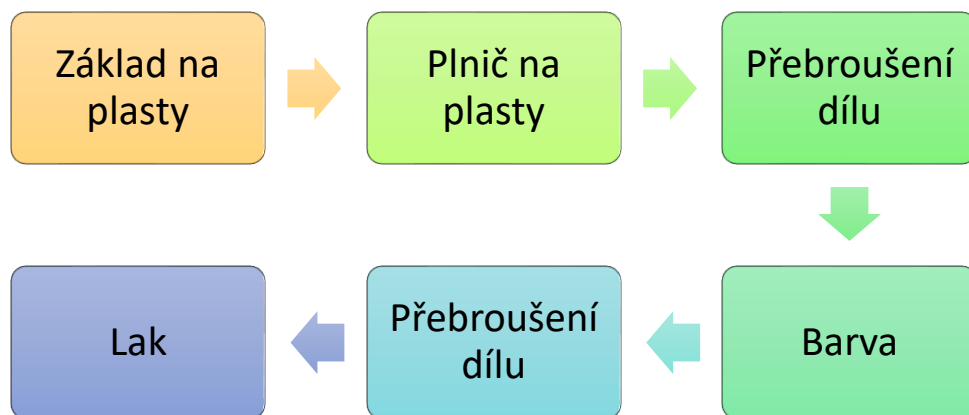 Základ na
plasty
Plnič na
plasty
Přebroušení
dílu
Barva
Přebroušení
dílu
Lak